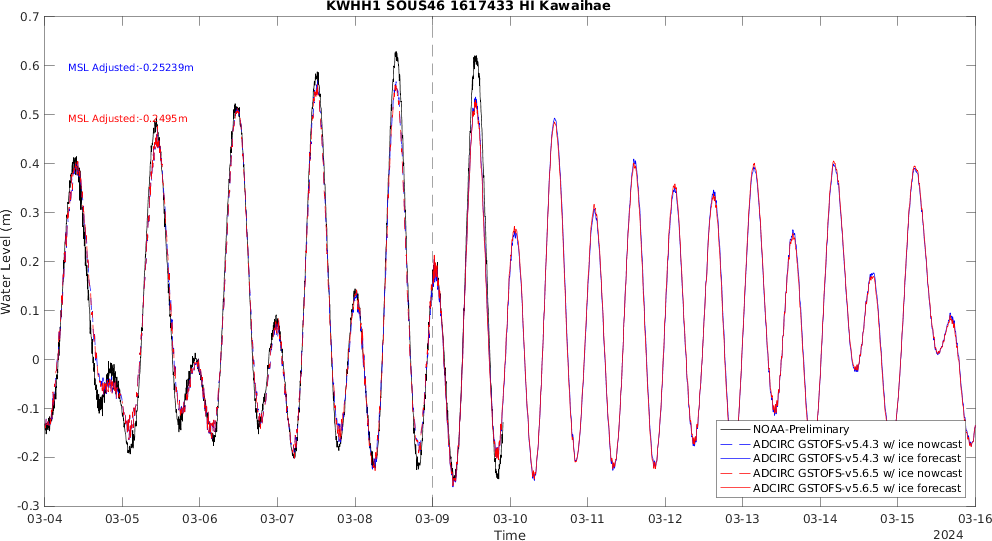 KWHH1 SOUS46 1617433 HI Kawaihae
0.7
0.6
0.5
0.4
0.3
0.2
0.1
0
-0.1
-0.2
-0.3
Water Level (m)
MSL Adjusted:-0.25239m
MSL Adjusted:-0.2495m
NOAA-Preliminary
ADCIRC GSTOFS-v5.4.3 w/ ice nowcast
ADCIRC GSTOFS-v5.4.3 w/ ice forecast
ADCIRC GSTOFS-v5.6.5 w/ ice nowcast
ADCIRC GSTOFS-v5.6.5 w/ ice forecast
03-04 03-05 03-06 03-07 03-08 03-09 03-10 03-11 03-12 03-13 03-14 03-15 03-16
Time
2024